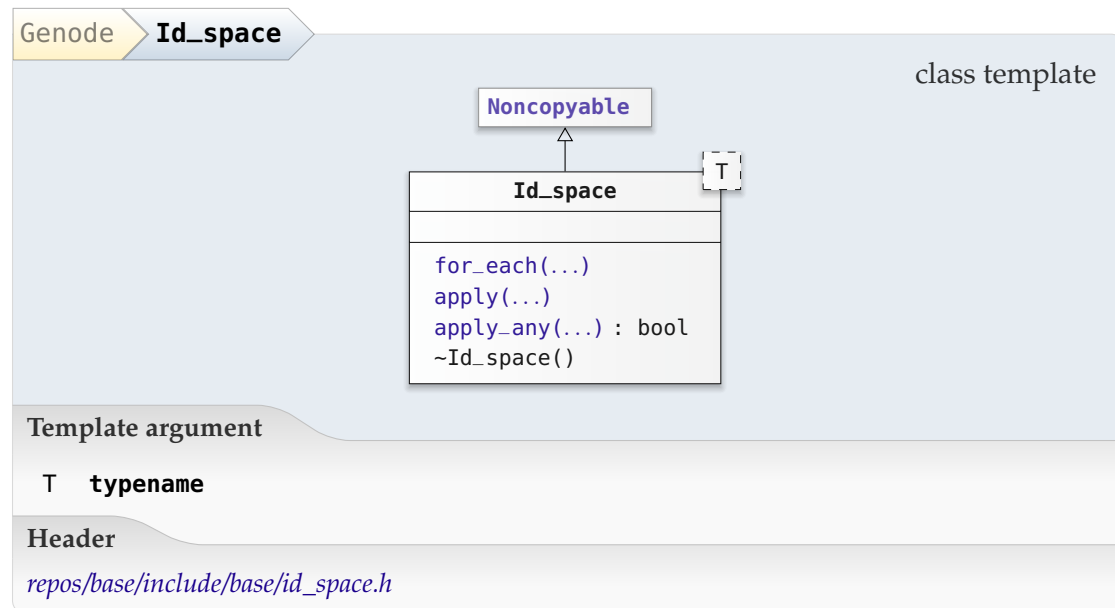 Genode Id_space
class template
Noncopyable
T
Id_space
for_each(...)
apply(...)
apply_any(...) : bool
~Id_space()
Template argument
T typename
Header
repos/base/include/base/id_space.h